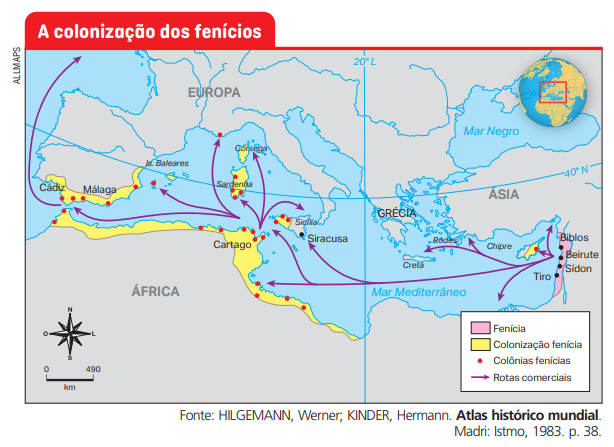 A colonização dos fenícios
ALLMAPS
20° L
EUROPA
Mar Negro
Córsega
Is. Baleares
40° N
Cádiz
Málaga
Sardenha
ÁSIA
GRÉCIA
Sicília
Siracusa
Cartago
Rodes
Chipre
Biblos
Beirute
Sídon
Tiro
Creta
ÁFRICA
Mar Mediterrâneo
N
O
L
S
0 490
km
Fenícia
Colonização fenícia
Colônias fenícias
Rotas comerciais
Fonte: HILGEMANN, Werner; KINDER, Hermann. Atlas histórico mundial.
Madri: Istmo, 1983. p. 38.